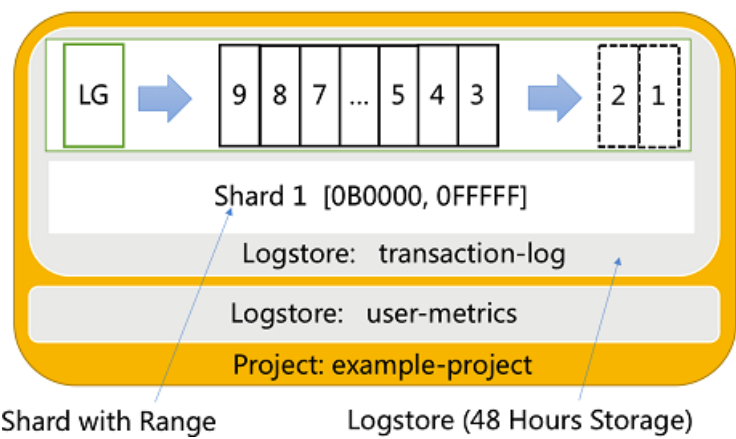 LG 9 8 7 ... 5 4 3 2 1
Shard 1 [0B0000, 0FFFFF]
Logstore: transaction-log
Logstore: user-metrics
Project: example-project
Shard with Range
Logstore (48 Hours Storage)